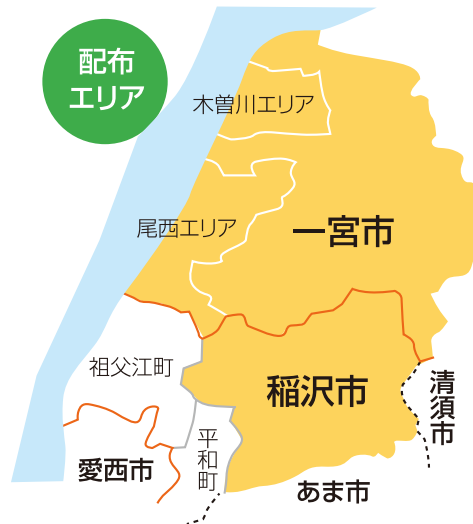 配布
エリア
木曽川エリア
尾西エリア
一宮市
祖父江町
稲沢市
清須市
平和町
愛西市
あま市